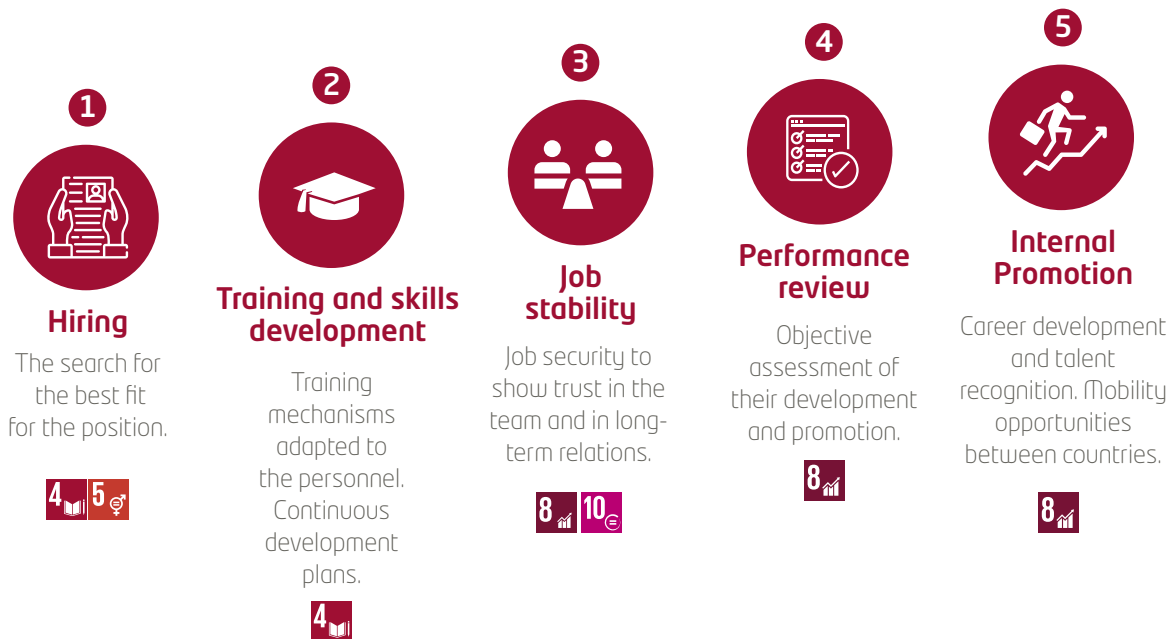 1
Hiring
The search for
the best fit
for the position.
4
5
2
Training and skills
development
Training
mechanisms
adapted to
the personnel.
Continuous
development
plans.
4
3
Job
stability
Job security to
show trust in the
team and in long-
term relations.
8
10
4
Performance
review
Objective
assessment of
their development
and promotion.
8
5
Internal
Promotion
Career development
and talent
recognition. Mobility
opportunities
between countries.
8